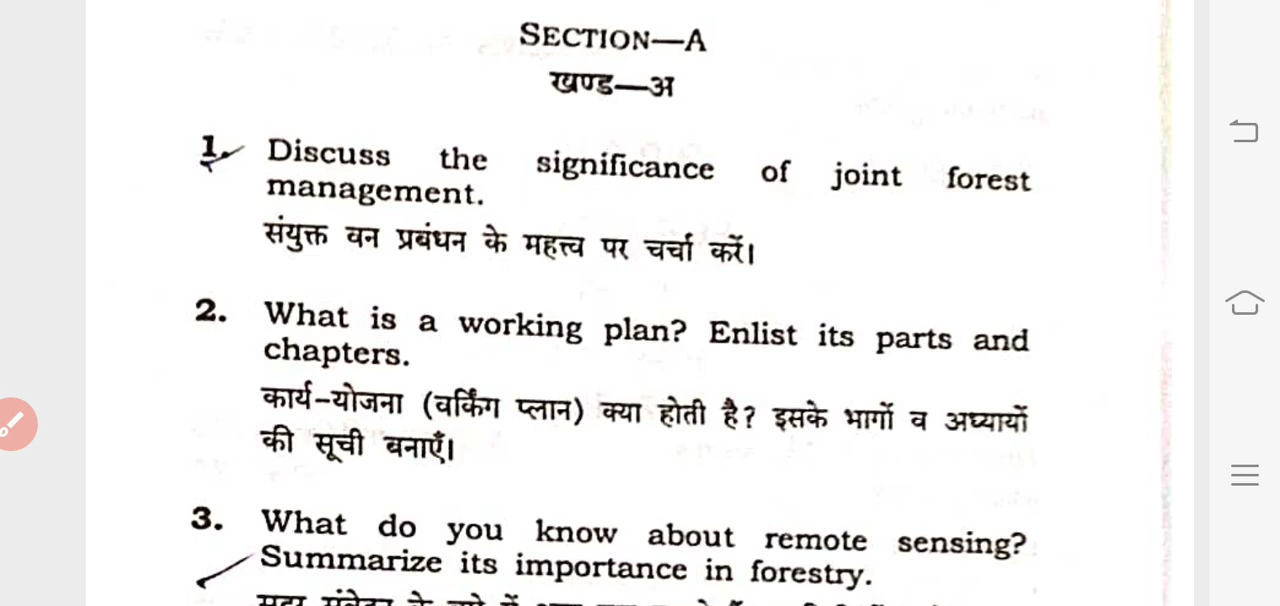 SECTION—A
खण्ड—अ
1. Discuss the significance of joint forest
management.
संयुक्त वन प्रबंधन के महत्त्व पर चर्चा करें।
2. What is a working plan? Enlist its parts and
chapters.
कार्य-योजना (वर्किंग प्लान) क्या होती है? इसके भागों व अध्यायों
की सूची बनाएँ।
3. What do you know about remote sensing?
Summarize its importance in forestry.